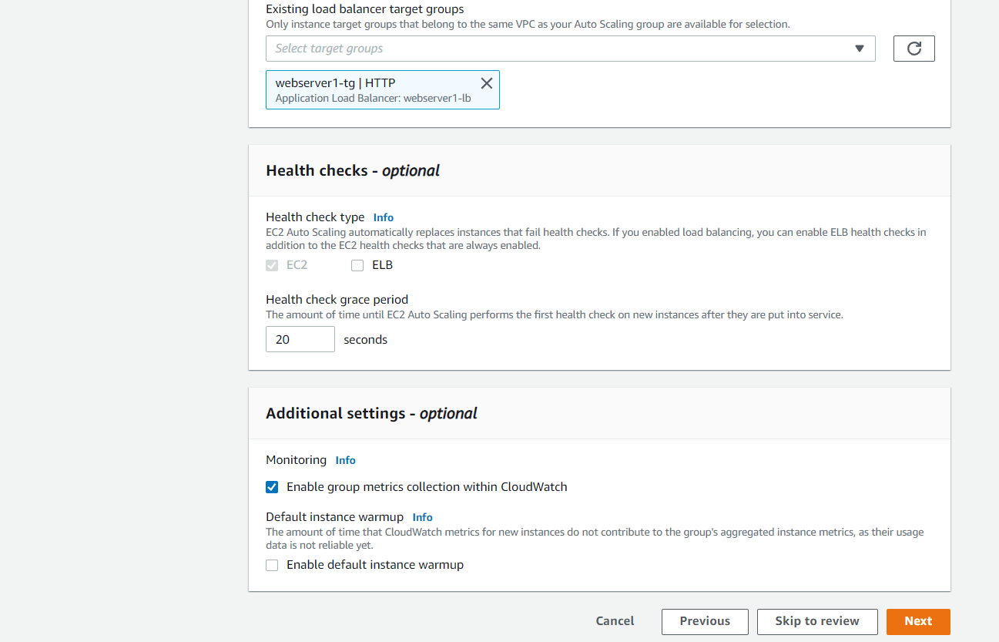 Existing load balancer target groups
Only instance target groups that belong to the same VPC as your Auto Scaling group are available for selection.
Select target groups
webserver1-tg | HTTP
Application Load Balancer: webserver1-lb
Health checks - optional
Health check type Info
EC2 Auto Scaling automatically replaces instances that fail health checks. If you enabled load balancing, you can enable ELB health checks in
addition to the EC2 health checks that are always enabled.
EC2 ELB
Health check grace period
The amount of time until EC2 Auto Scaling performs the first health check on new instances after they are put into service.
20 seconds
Additional settings - optional
Monitoring Info
Enable group metrics collection within CloudWatch
Default instance warmup Info
The amount of time that CloudWatch metrics for new instances do not contribute to the group's aggregated instance metrics, as their usage
data is not reliable yet.
Enable default instance warmup
Cancel Previous Skip to review Next